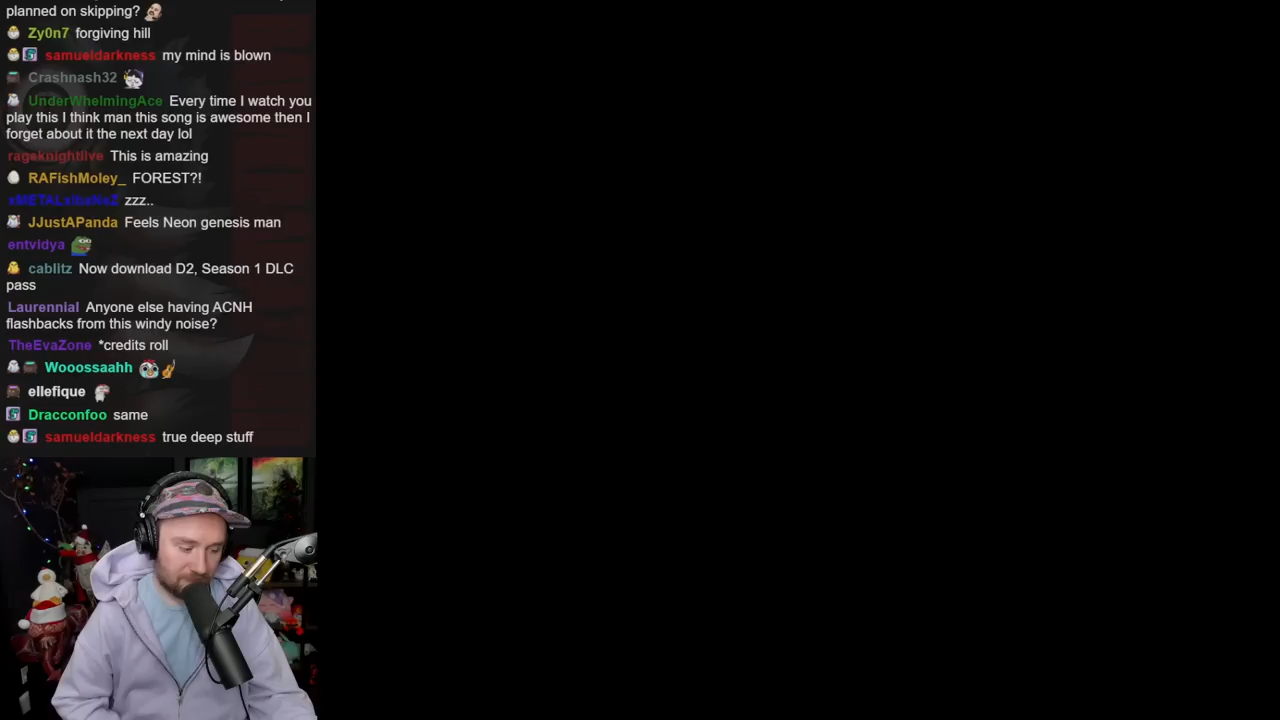 planned on skipping?
Zy0n7 forgiving hill
samueldarkness my mind is blown
Crashnash32
UnderWhelmingAce Every time I watch you
play this I think man this song is awesome then I
forget about it the next day lol
rageknightlive This is amazing
RAFishMoley_ FOREST?!
zzz..
JJustAPanda Feels Neon genesis man
entvidya
cablitz Now download D2, Season 1 DLC
pass
Laurennial Anyone else having ACNH
flashbacks from this windy noise?
TheEvaZone *credits roll
Wooossaahh
ellefique
Dracconfoo same
samueldarkness true deep stuff